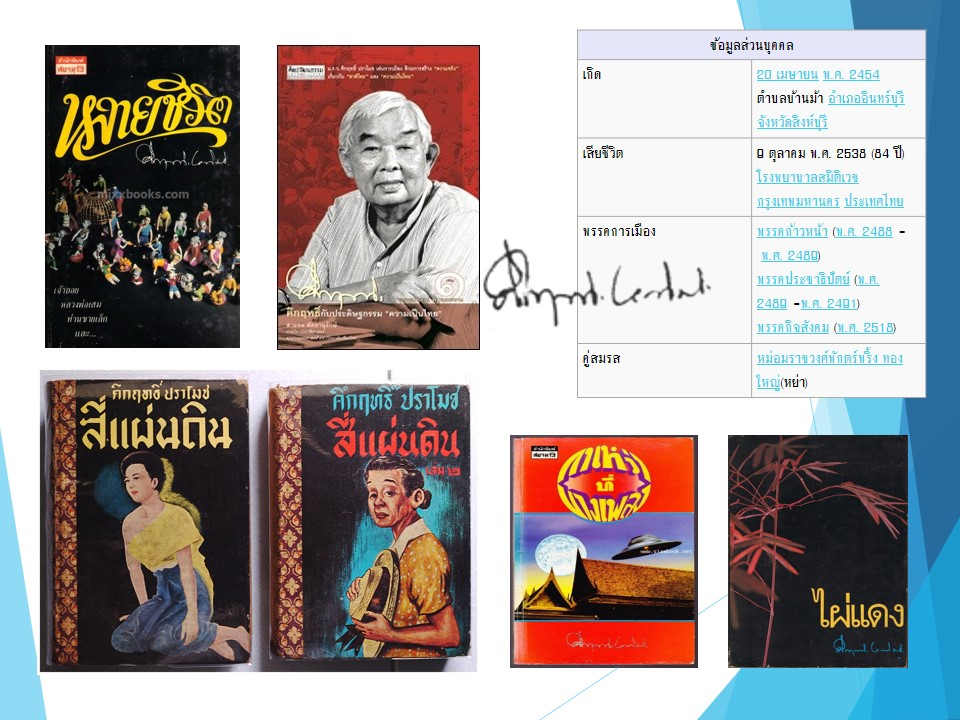 สำนักพิมพ์
สยามรัฐ
หลายชีวิต
mixxbooks.com
เจ้าลอย
หลวงพ่อเสม
ท่านชายเล็ก
และ...
ศิลปวัฒนธรรม
คึกฤทธิ์กับประดิษฐกรรม "ความเป็นไทย"
ข้อมูลส่วนบุคคล
เกิด
20 เมษายน พ.ศ. 2454
ตำบลบ้านม้า อำเภออินทร์บุรี
จังหวัดสิงห์บุรี
เสียชีวิต
9 ตุลาคม พ.ศ. 2538 (84 ปี)
โรงพยาบาลสมิติเวช
กรุงเทพมหานคร ประเทศไทย
พรรคการเมือง
พรรคก้าวหน้า (พ.ศ. 2488 -
พ.ศ. 2489)
พรรคประชาธิปัตย์ (พ.ศ.
2489 -พ.ศ. 2491)
พรรคกิจสังคม (พ.ศ. 2518)
คู่สมรส
หม่อมราชวงศ์พักตร์พริ้ง ทอง
ใหญ่(หย่า)
คึกฤทธิ์ ปราโมช
สี่แผ่นดิน
คึกฤทธิ์ ปราโมช
สี่แผ่นดิน
เล่ม ๒
สำนักพิมพ์
สยามรัฐ
กาเหว่า
ที่
บางเพลง
ไผ่แดง